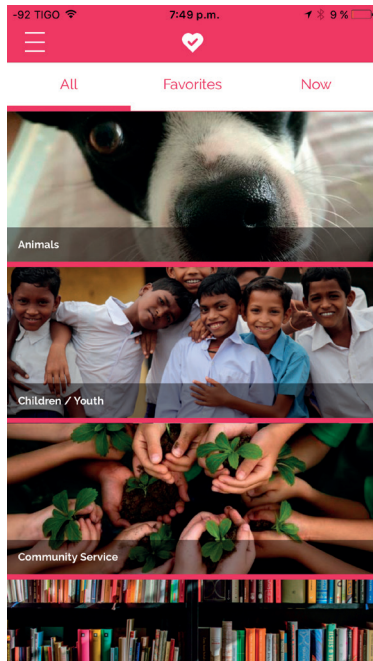 -92 TIGO 7:49 p.m. 9 %
All Favorites Now
Animals
Children / Youth
Community Service